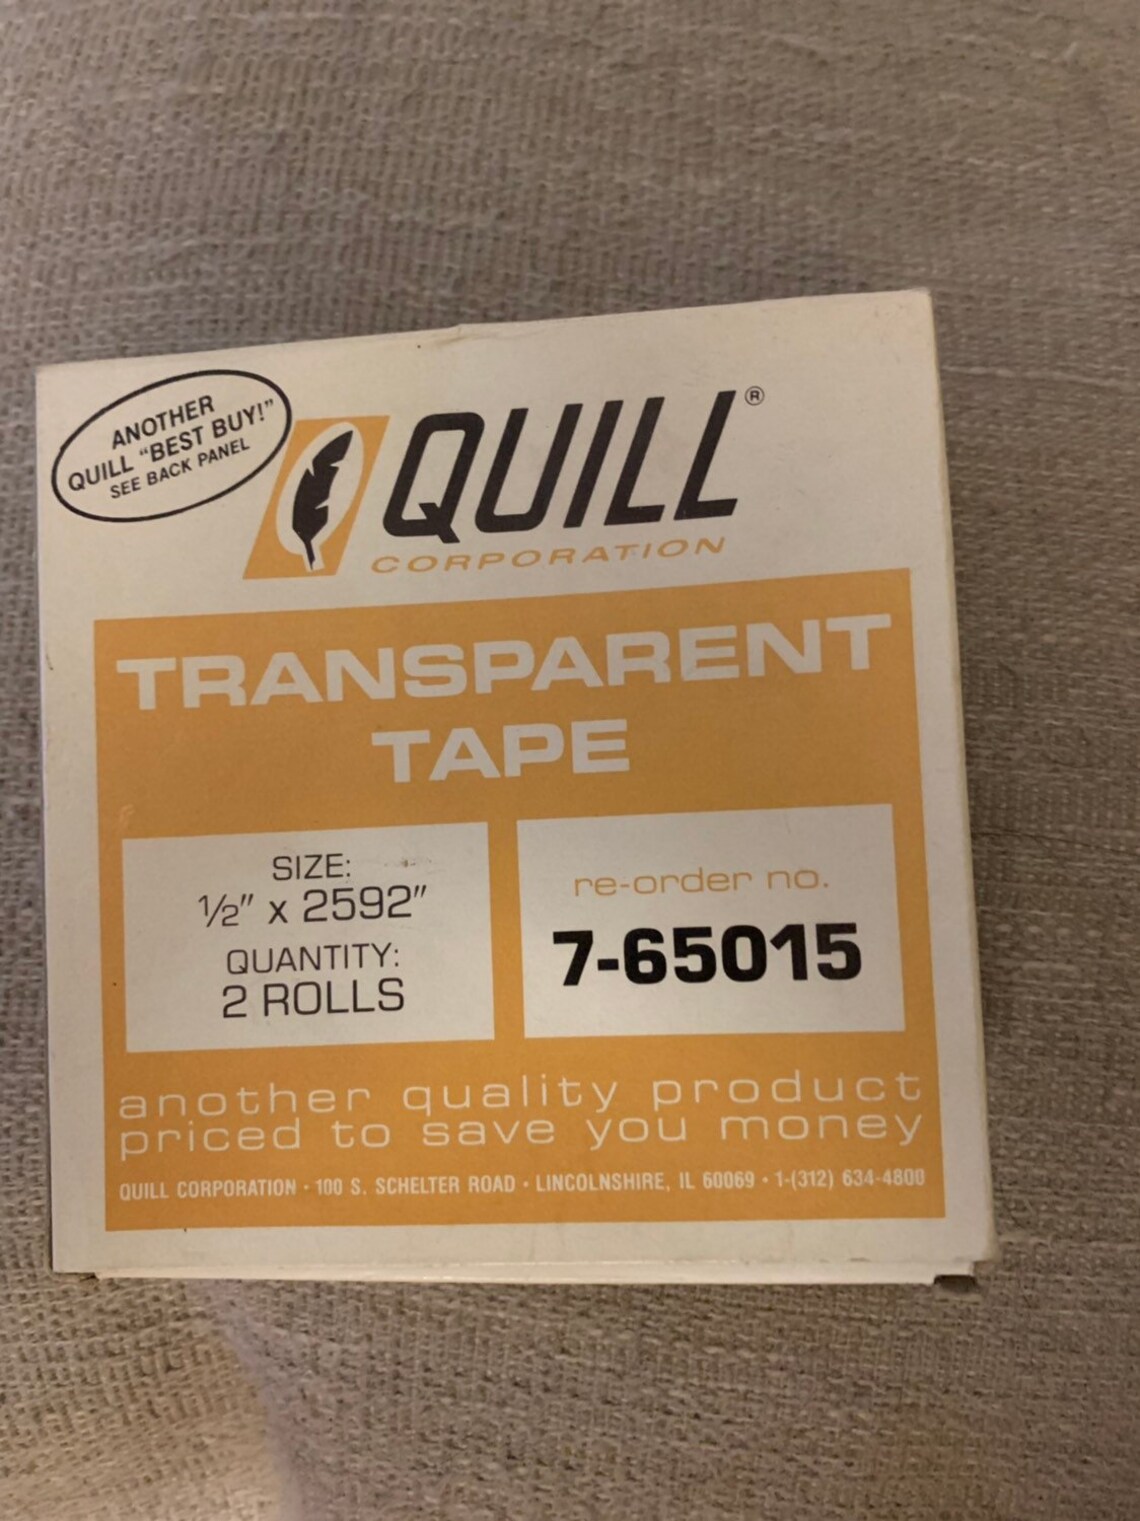 ANOTHER
QUILL "BEST BUY!"
SEE BACK PANEL
QUILL®
CORPORATION
TRANSPARENT
TAPE
SIZE:
½" x 2592"
QUANTITY:
2 ROLLS
re-order no.
7-65015
another quality product
priced to save you money
QUILL CORPORATION · 100 S. SCHELTER ROAD · LINCOLNSHIRE, IL 60069 · 1-(312) 634-4800